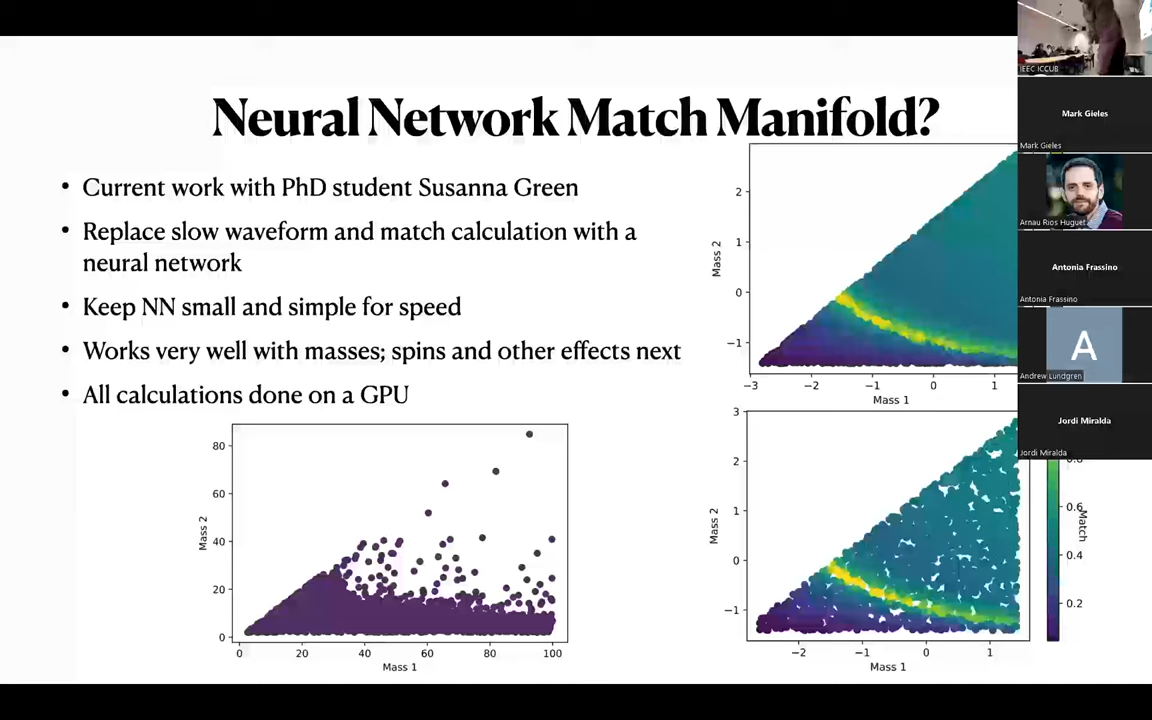 Neural Network Match Manifold?
• Current work with PhD student Susanna Green
• Replace slow waveform and match calculation with a
neural network
• Keep NN small and simple for speed
• Works very well with masses; spins and other effects next
• All calculations done on a GPU
2
1
0
−1
Mass 2
−3 −2 −1 0 1
Mass 1
3
2
1
0
−1
Mass 2
−2 −1 0 1
Mass 1
0.8
0.6
0.4
0.2
Match
80
60
40
20
0
Mass 2
0 20 40 60 80 100
Mass 1
IEEC ICCUB
Mark Gieles
Mark Gieles
Arnau Rios Huguet
Antonia Frassino
Antonia Frassino
A
Andrew Lundgren
Jordi Miralda
Jordi Miralda